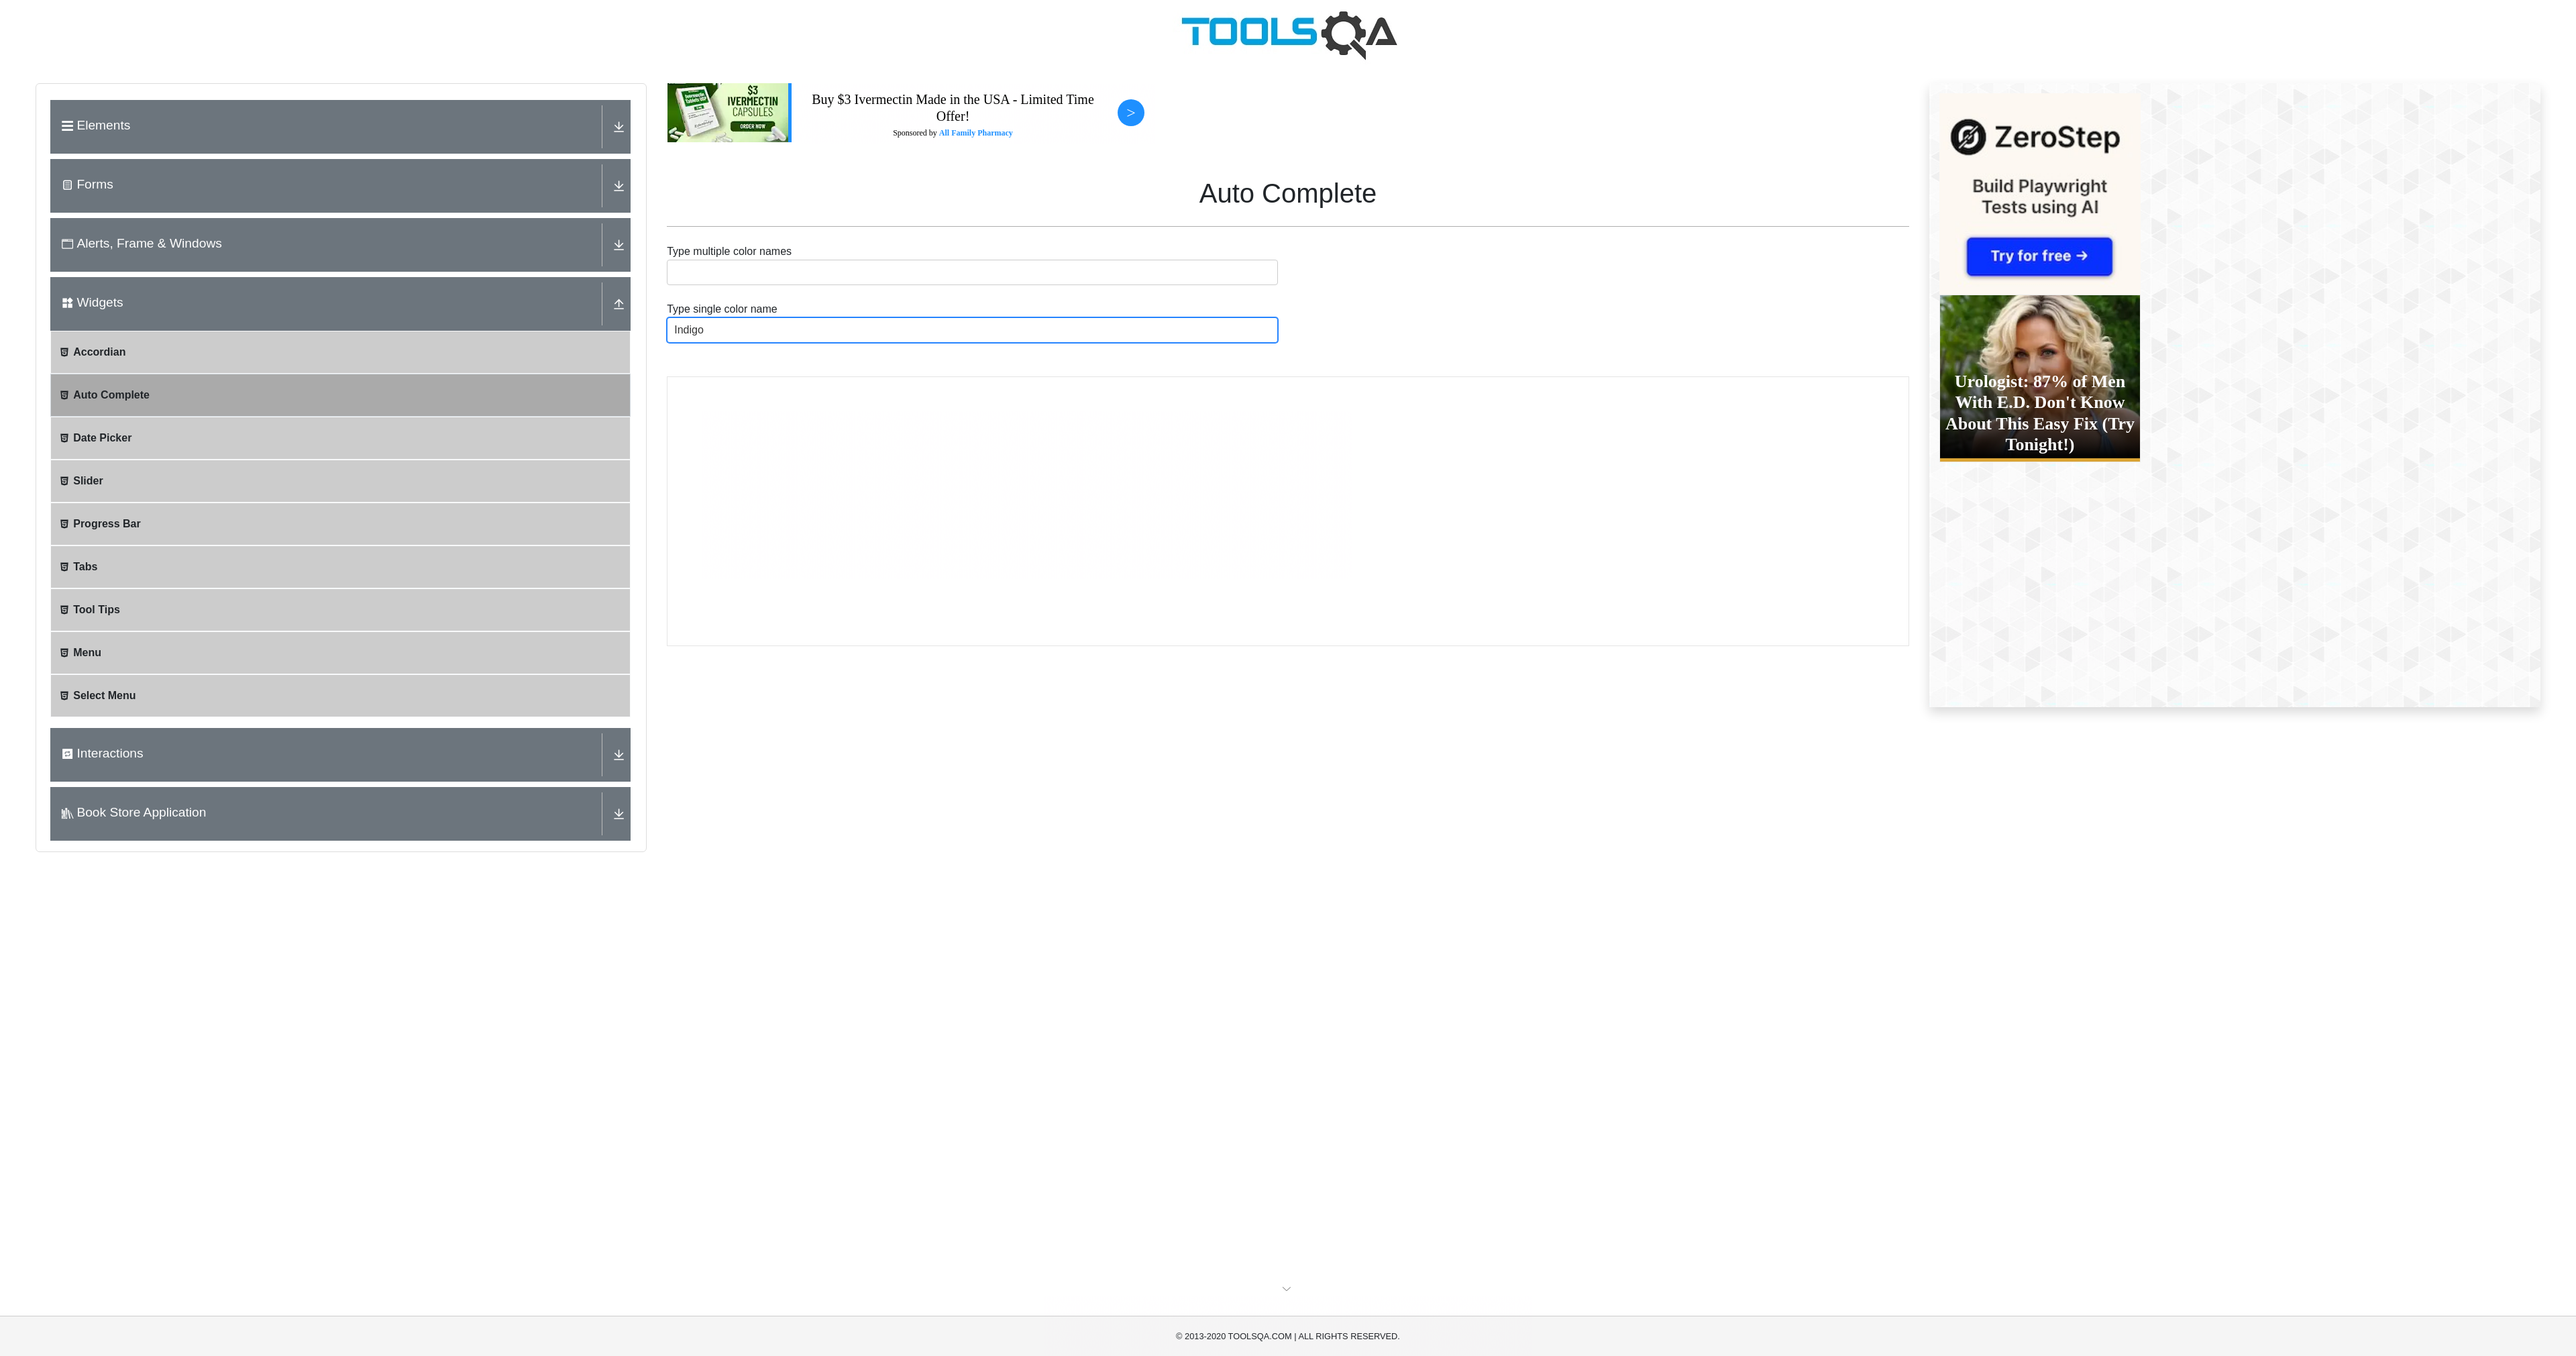 TOOLSQA
Elements
Forms
Alerts, Frame & Windows
Widgets
Accordian
Auto Complete
Date Picker
Slider
Progress Bar
Tabs
Tool Tips
Menu
Select Menu
Interactions
Book Store Application
$3
IVERMECTIN
CAPSULES
ORDER NOW
Buy $3 Ivermectin Made in the USA - Limited Time
Offer!
Sponsored by All Family Pharmacy
>
Auto Complete
Type multiple color names
Type single color name
Indigo
ZeroStep
Build Playwright
Tests using AI
Try for free →
Urologist: 87% of Men
With E.D. Don't Know
About This Easy Fix (Try
Tonight!)
© 2013-2020 TOOLSQA.COM | ALL RIGHTS RESERVED.